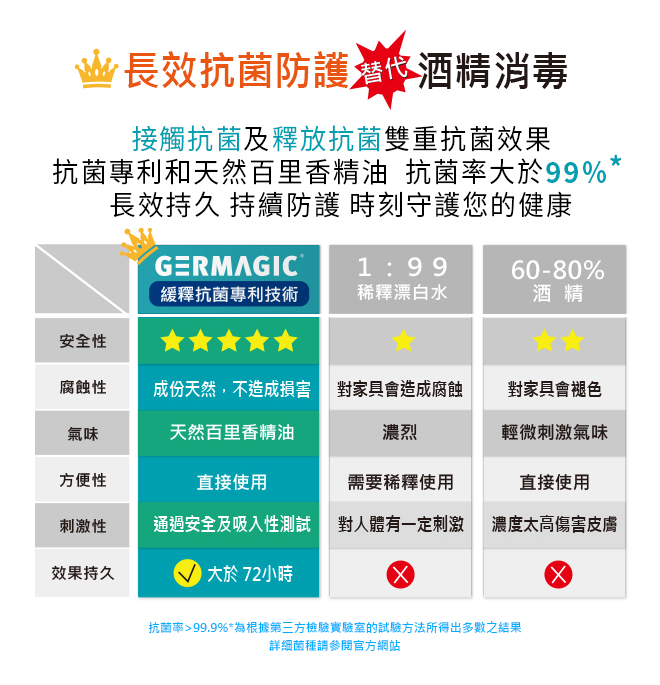 長效抗菌防護 替代 酒精消毒
接觸抗菌及釋放抗菌雙重抗菌效果
抗菌專利和天然百里香精油 抗菌率大於99%*
長效持久 持續防護 時刻守護您的健康
GERMAGIC® 1：99 60-80%
緩釋抗菌專利技術 稀釋漂白水 酒精
安全性
腐蝕性 成份天然，不造成損害 對家具會造成腐蝕 對家具會褪色
氣味 天然百里香精油 濃烈 輕微刺激氣味
方便性 直接使用 需要稀釋使用 直接使用
刺激性 通過安全及吸入性測試 對人體有一定刺激 濃度太高傷害皮膚
效果持久 大於 72小時
抗菌率>99.9%*為根據第三方檢驗實驗室的試驗方法所得出多數之結果
詳細菌種請參閱官方網站